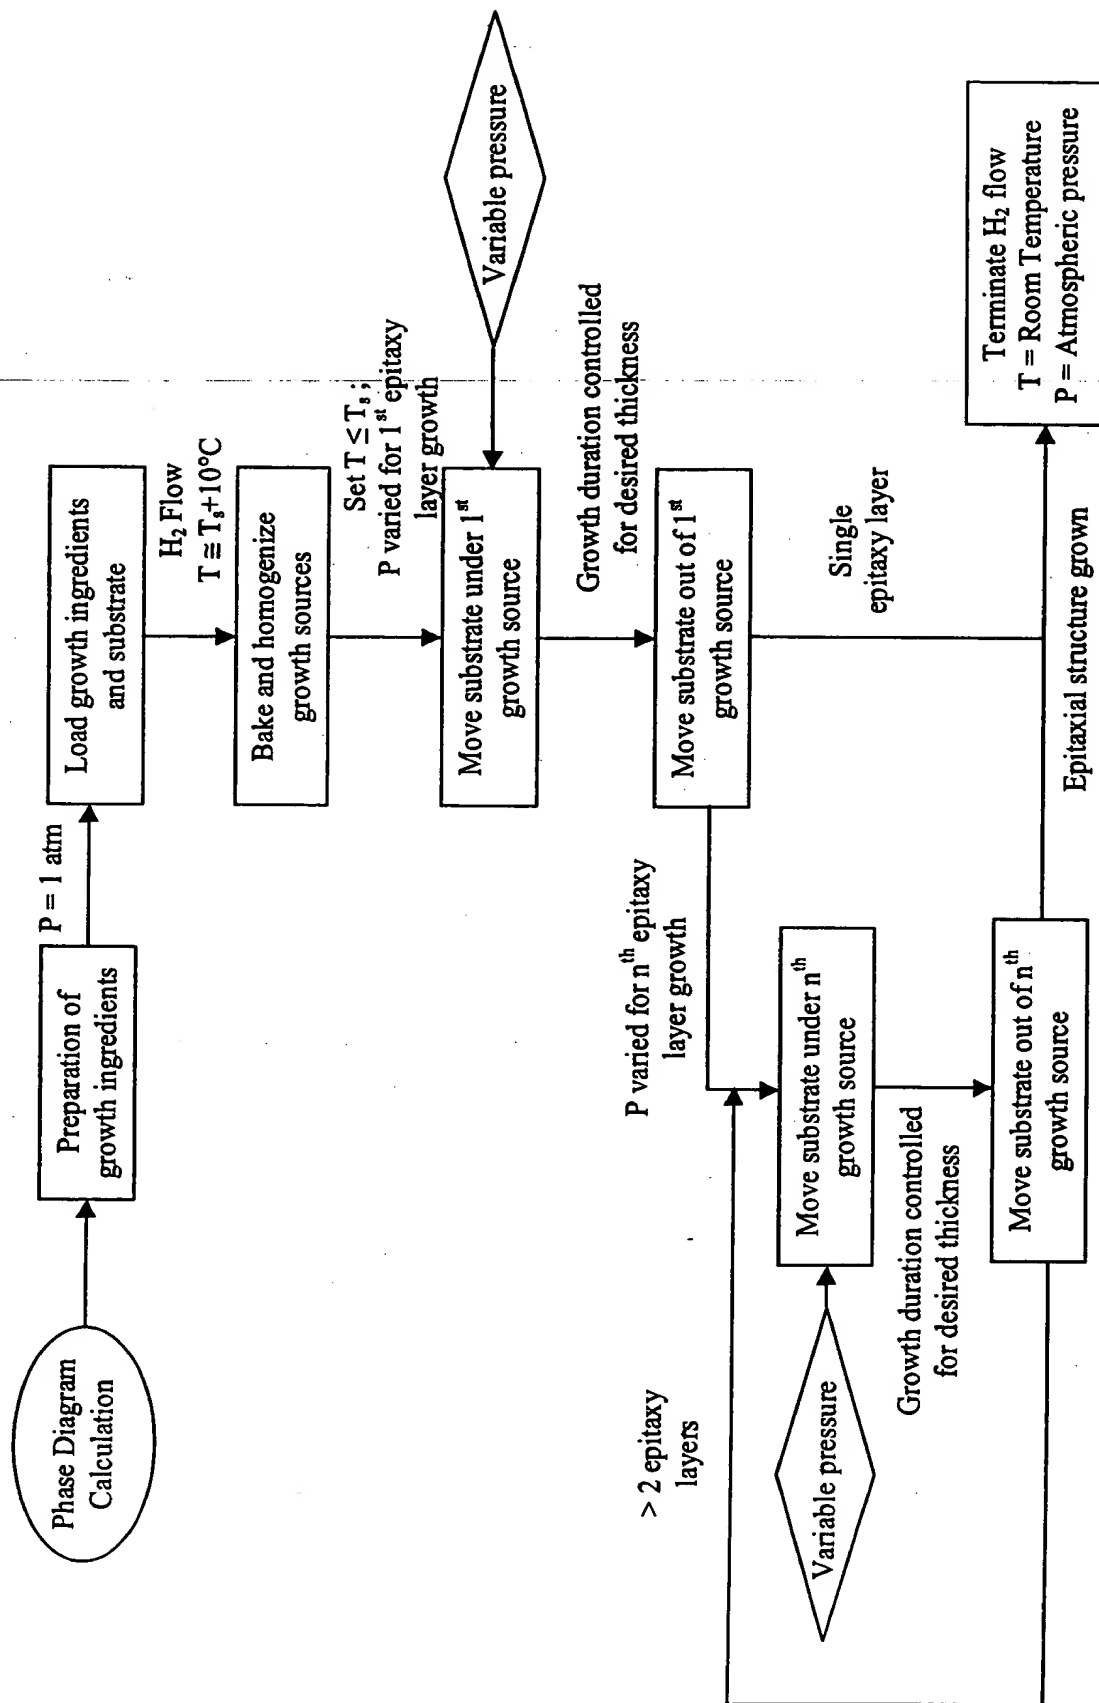 Phase Diagram
Calculation
Preparation of
growth ingredients
P = 1 atm
Load growth ingredients
and substrate
H₂ Flow
T ≅ Tₛ+10°C
Bake and homogenize
growth sources
Set T ≤ Tₛ ;
P varied for 1ˢᵗ epitaxy
layer growth
Move substrate under 1ˢᵗ
growth source
Variable pressure
Growth duration controlled
for desired thickness
Move substrate out of 1ˢᵗ
growth source
Single
epitaxy layer
P varied for nᵗʰ epitaxy
layer growth
> 2 epitaxy
layers
Move substrate under nᵗʰ
growth source
Variable pressure
Growth duration controlled
for desired thickness
Move substrate out of nᵗʰ
growth source
Epitaxial structure grown
Terminate H₂ flow
T = Room Temperature
P = Atmospheric pressure